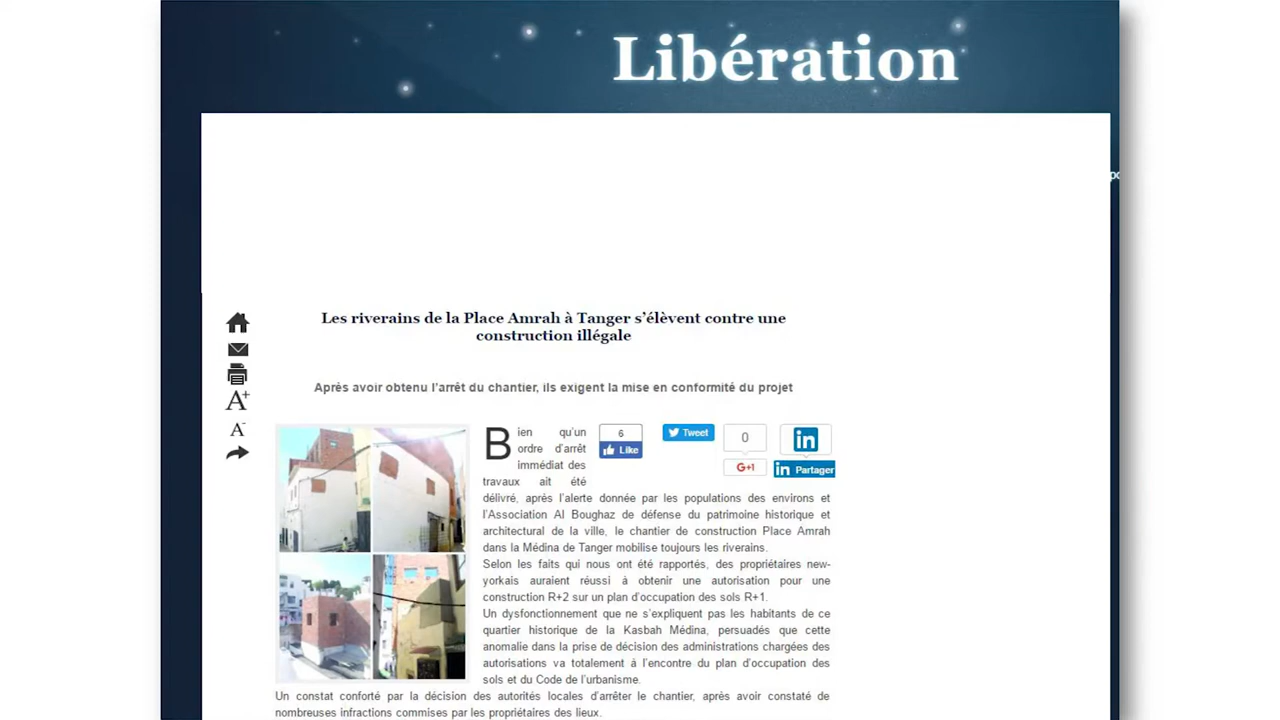 Libération
Les riverains de la Place Amrah à Tanger s’élèvent contre une
construction illégale
Après avoir obtenu l’arrêt du chantier, ils exigent la mise en conformité du projet
A+
A-
Bien qu’un
ordre d’arrêt
immédiat des
travaux ait été
6
Like
Tweet
0
G+1
in
in Partager
délivré, après l’alerte donnée par les populations des environs et
l’Association Al Boughaz de défense du patrimoine historique et
architectural de la ville, le chantier de construction Place Amrah
dans la Médina de Tanger mobilise toujours les riverains.
Selon les faits qui nous ont été rapportés, des propriétaires new-
yorkais auraient réussi à obtenir une autorisation pour une
construction R+2 sur un plan d’occupation des sols R+1.
Un dysfonctionnement que ne s’expliquent pas les habitants de ce
quartier historique de la Kasbah Médina, persuadés que cette
anomalie dans la prise de décision des administrations chargées des
autorisations va totalement à l’encontre du plan d’occupation des
sols et du Code de l’urbanisme.
Un constat conforté par la décision des autorités locales d’arrêter le chantier, après avoir constaté de
nombreuses infractions commises par les propriétaires des lieux.